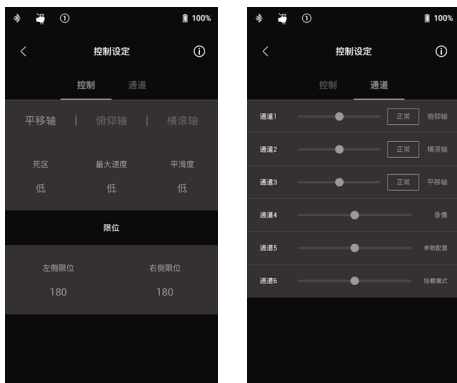 ① 100%
控制设定
控制 通道
平移轴 | 俯仰轴 | 横滚轴
死区 最大速度 平滑度
低 低 低
限位
左侧限位 右侧限位
180 180
① 100%
控制设定
控制 通道
通道1 正常 俯仰轴
通道2 正常 横滚轴
通道3 正常 平移轴
通道4 录像
通道5 参数配置
通道6 挂载模式